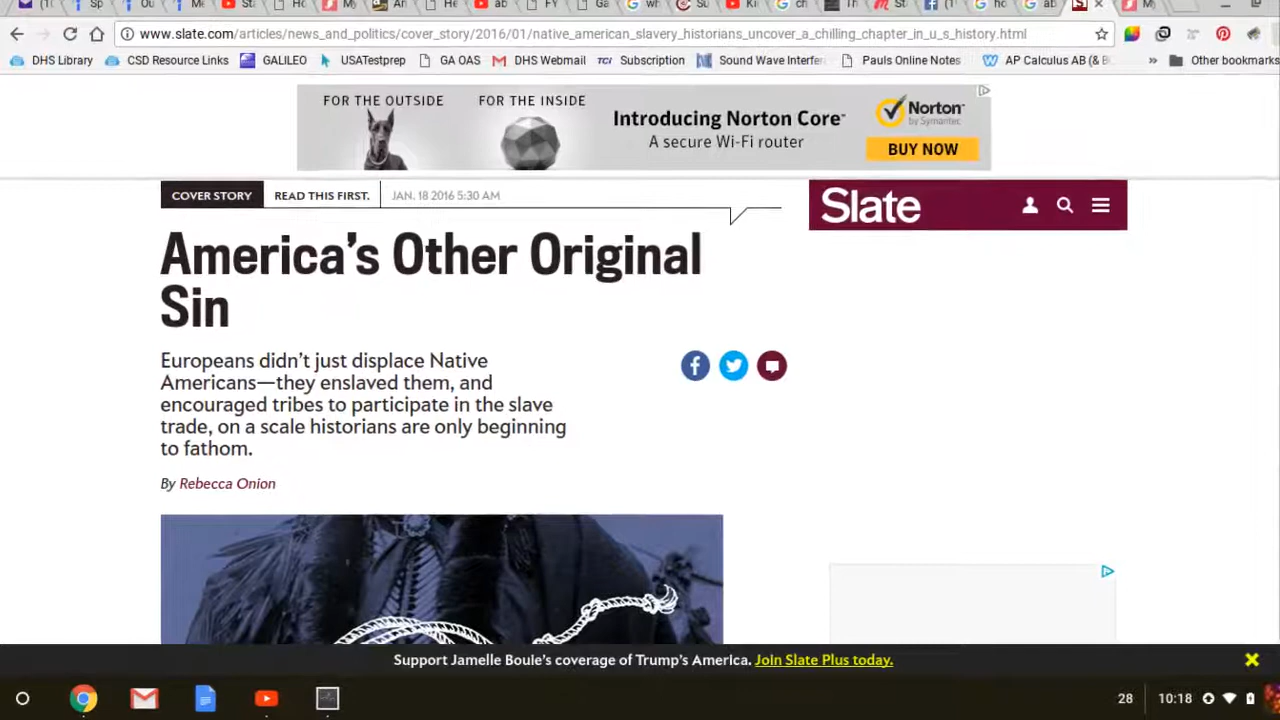 www.slate.com/articles/news_and_politics/cover_story/2016/01/native_american_slavery_historians_uncover_a_chilling_chapter_in_u_s_history.html
DHS Library CSD Resource Links GALILEO USATestprep GA OAS DHS Webmail TCI Subscription Sound Wave Interfer Pauls Online Notes AP Calculus AB (& B » Other bookmarks
FOR THE OUTSIDE FOR THE INSIDE
Introducing Norton Core™
A secure Wi-Fi router
Norton™
by Symantec
BUY NOW
COVER STORY READ THIS FIRST. JAN. 18 2016 5:30 AM
Slate
America's Other Original
Sin
Europeans didn't just displace Native
Americans—they enslaved them, and
encouraged tribes to participate in the slave
trade, on a scale historians are only beginning
to fathom.
By Rebecca Onion
Support Jamelle Bouie's coverage of Trump's America. Join Slate Plus today.
28 10:18